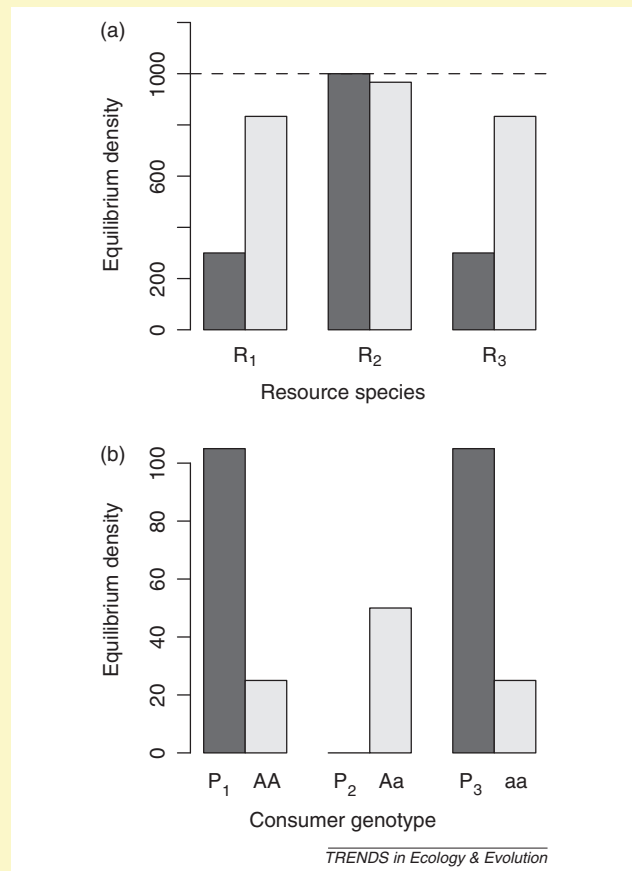 (a)
Equilibrium density
1000
600
200
0
R1 R2 R3
Resource species
(b)
Equilibrium density
100
80
60
40
20
0
P1 AA P2 Aa P3 aa
Consumer genotype
TRENDS in Ecology & Evolution